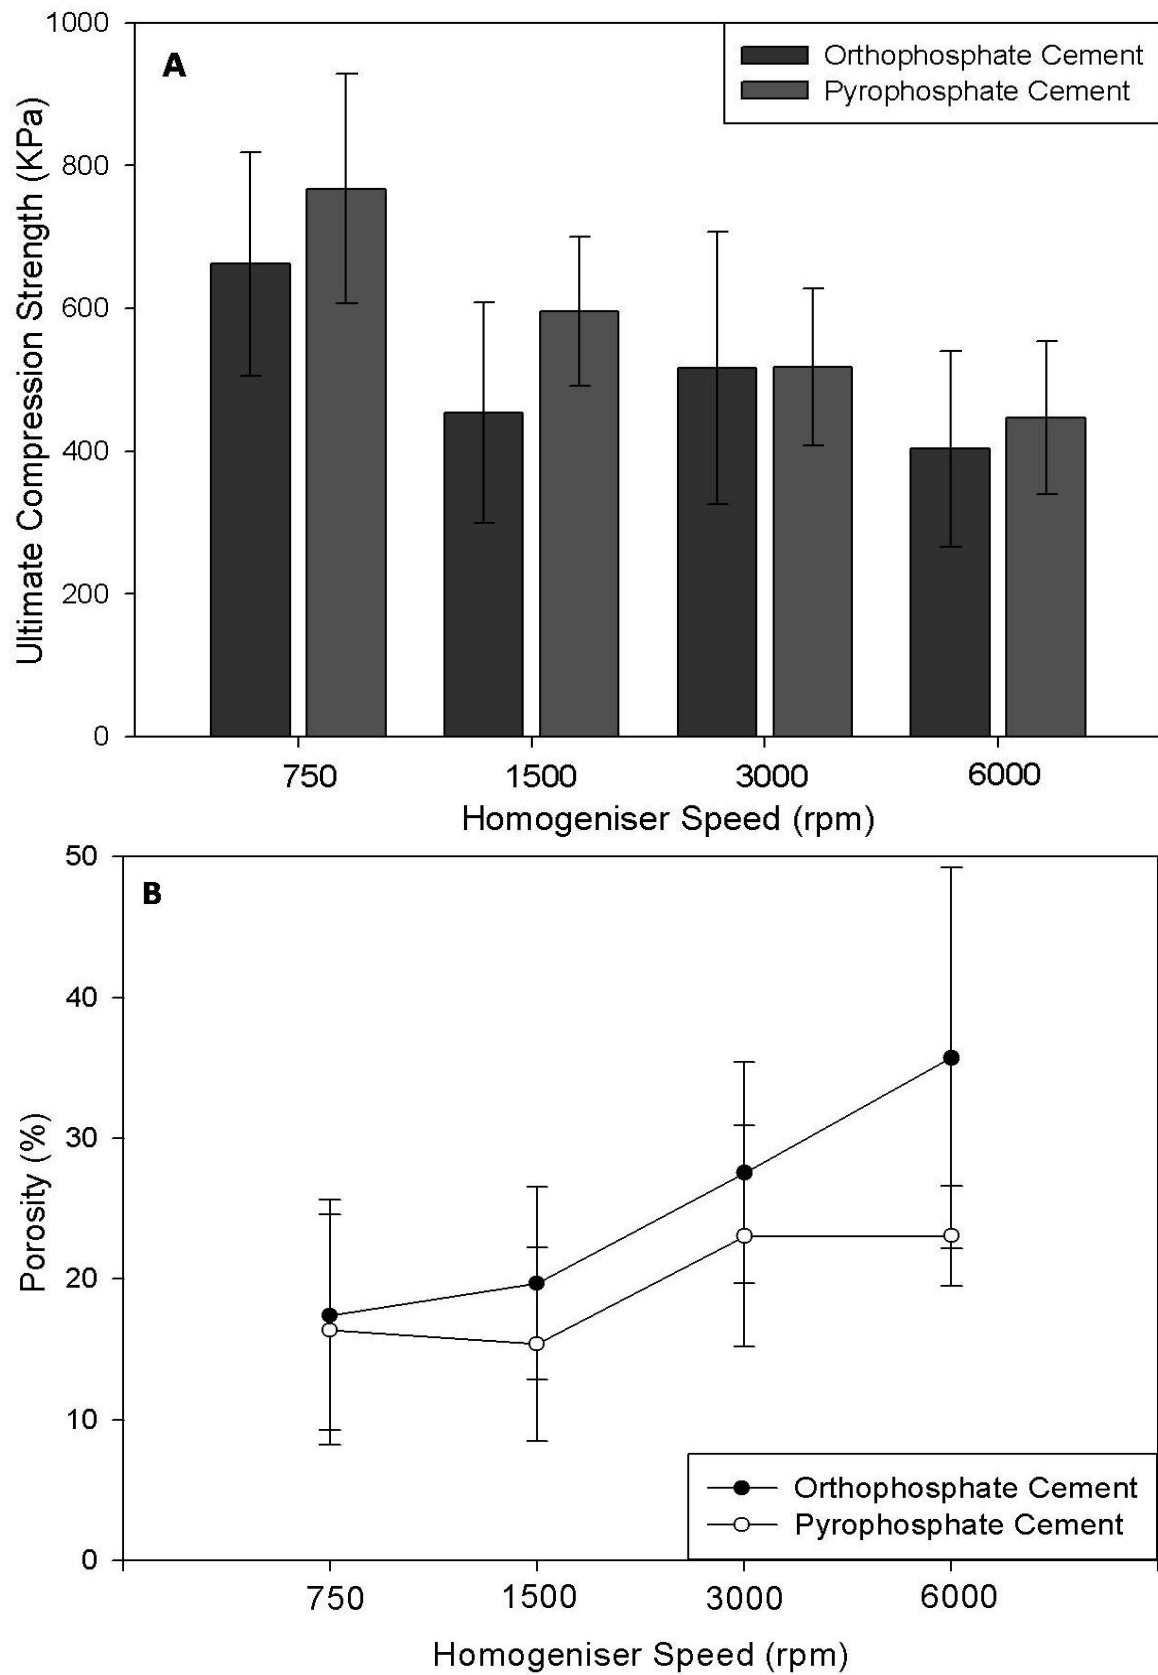 A
Orthophosphate Cement
Pyrophosphate Cement
Ultimate Compression Strength (KPa)
1000
800
600
400
200
0
750 1500 3000 6000
Homogeniser Speed (rpm)
B
Porosity (%)
50
40
30
20
10
0
Orthophosphate Cement
Pyrophosphate Cement
750 1500 3000 6000
Homogeniser Speed (rpm)